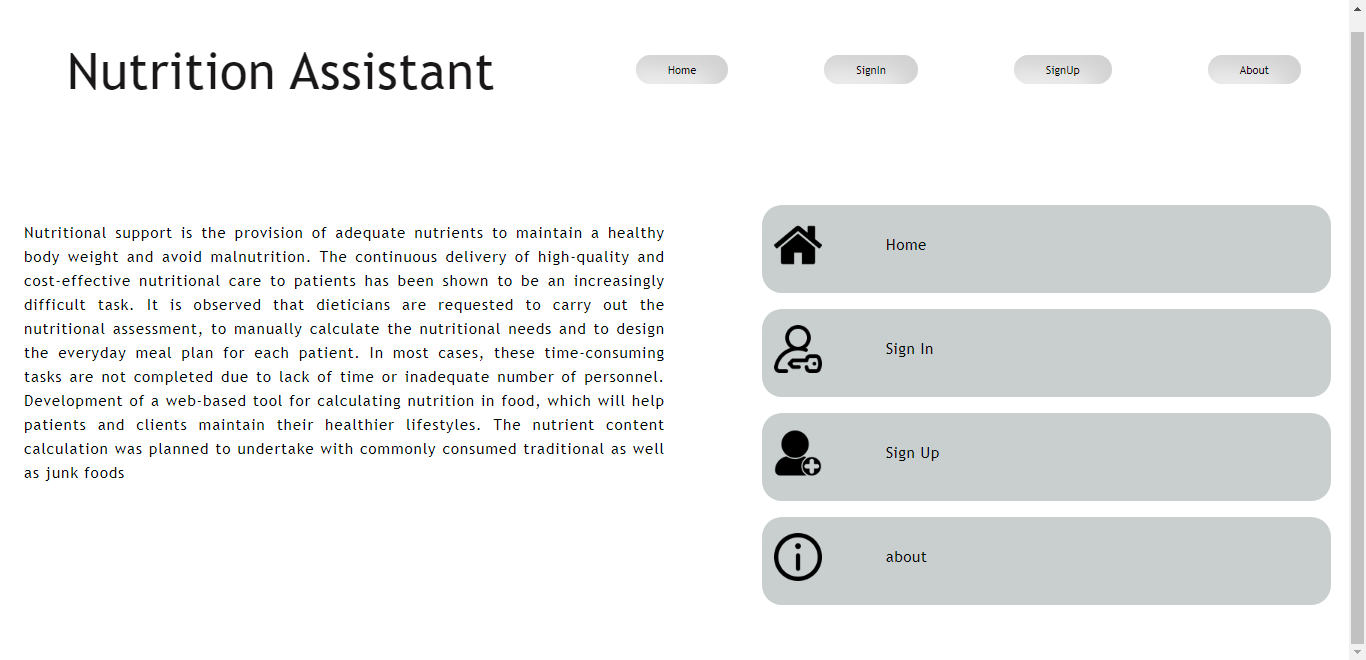 Nutrition Assistant
Home
SignIn
SignUp
About
Nutritional support is the provision of adequate nutrients to maintain a healthy
body weight and avoid malnutrition. The continuous delivery of high-quality and
cost-effective nutritional care to patients has been shown to be an increasingly
difficult task. It is observed that dieticians are requested to carry out the
nutritional assessment, to manually calculate the nutritional needs and to design
the everyday meal plan for each patient. In most cases, these time-consuming
tasks are not completed due to lack of time or inadequate number of personnel.
Development of a web-based tool for calculating nutrition in food, which will help
patients and clients maintain their healthier lifestyles. The nutrient content
calculation was planned to undertake with commonly consumed traditional as well
as junk foods
Home
Sign In
Sign Up
about